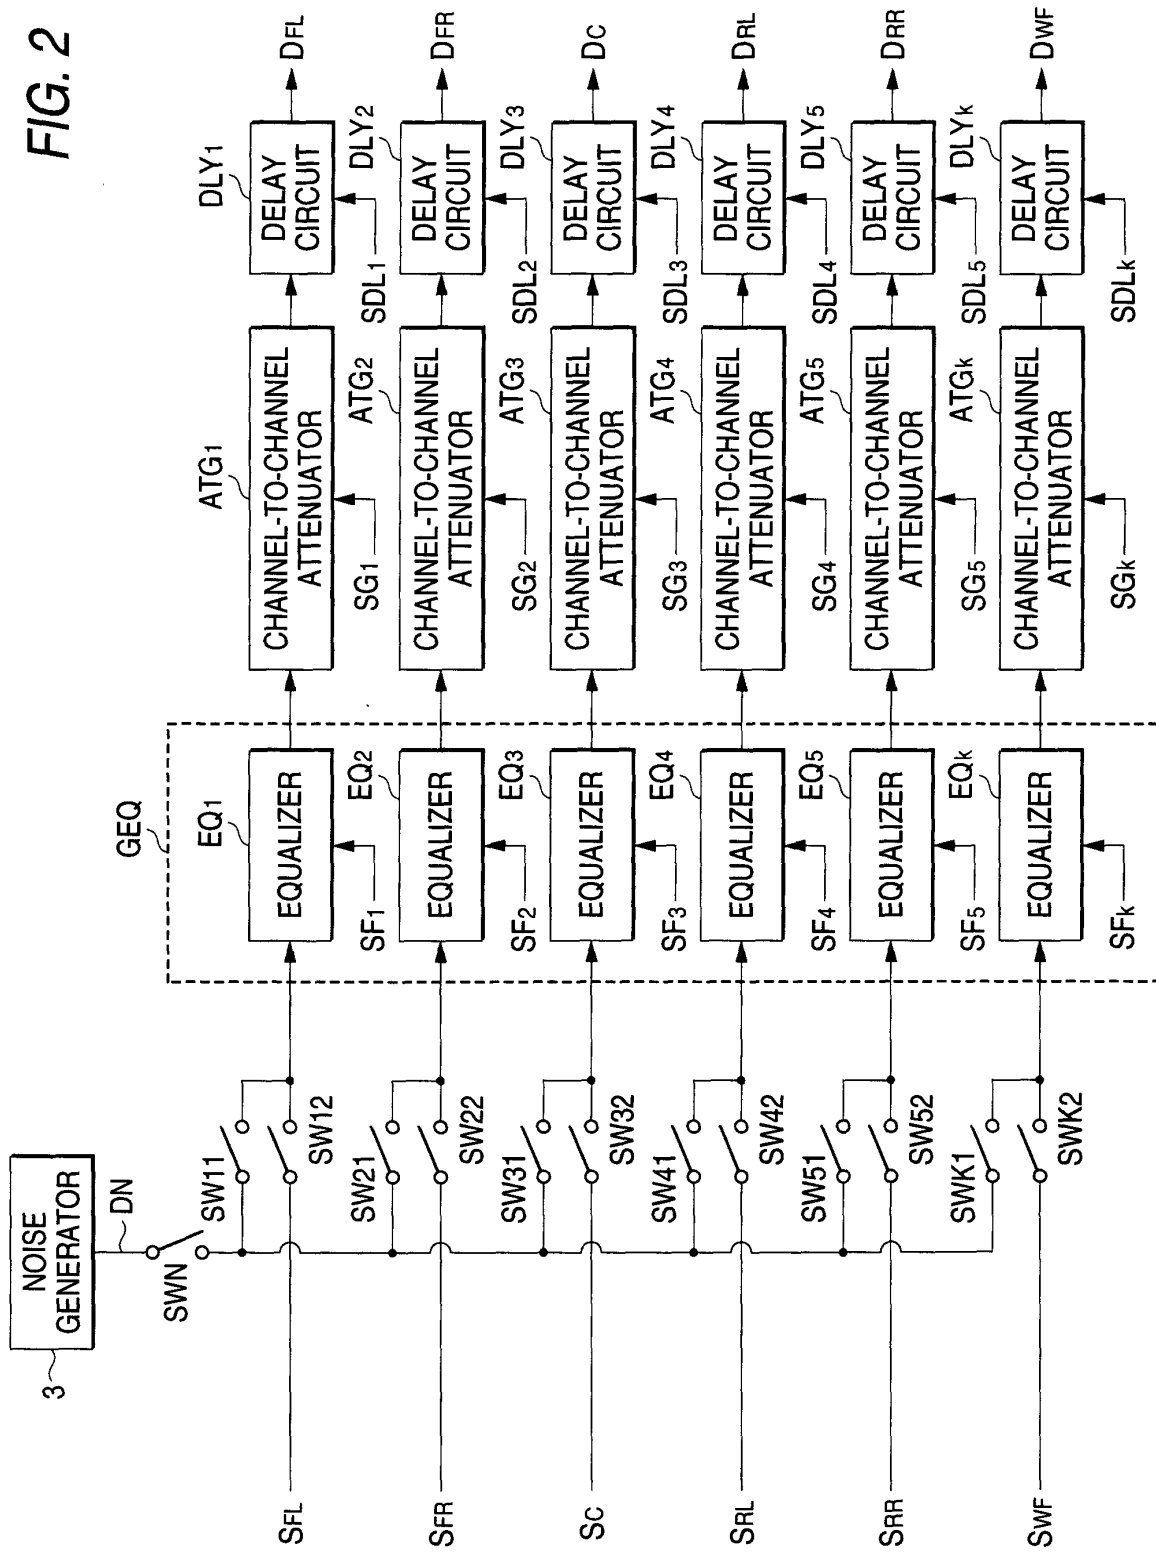 FIG. 2
NOISE
GENERATOR
3
DN
SWN
GEQ
SFL
SW11
SW12
EQ1
EQUALIZER
SF1
ATG1
CHANNEL-TO-CHANNEL
ATTENUATOR
SG1
DLY1
DELAY
CIRCUIT
SDL1
DFL
SFR
SW21
SW22
EQ2
EQUALIZER
SF2
ATG2
CHANNEL-TO-CHANNEL
ATTENUATOR
SG2
DLY2
DELAY
CIRCUIT
SDL2
DFR
SC
SW31
SW32
EQ3
EQUALIZER
SF3
ATG3
CHANNEL-TO-CHANNEL
ATTENUATOR
SG3
DLY3
DELAY
CIRCUIT
SDL3
DC
SRL
SW41
SW42
EQ4
EQUALIZER
SF4
ATG4
CHANNEL-TO-CHANNEL
ATTENUATOR
SG4
DLY4
DELAY
CIRCUIT
SDL4
DRL
SRR
SW51
SW52
EQ5
EQUALIZER
SF5
ATG5
CHANNEL-TO-CHANNEL
ATTENUATOR
SG5
DLY5
DELAY
CIRCUIT
SDL5
DRR
SWF
SWK1
SWK2
EQk
EQUALIZER
SFk
ATGk
CHANNEL-TO-CHANNEL
ATTENUATOR
SGk
DLYk
DELAY
CIRCUIT
SDLk
DWF